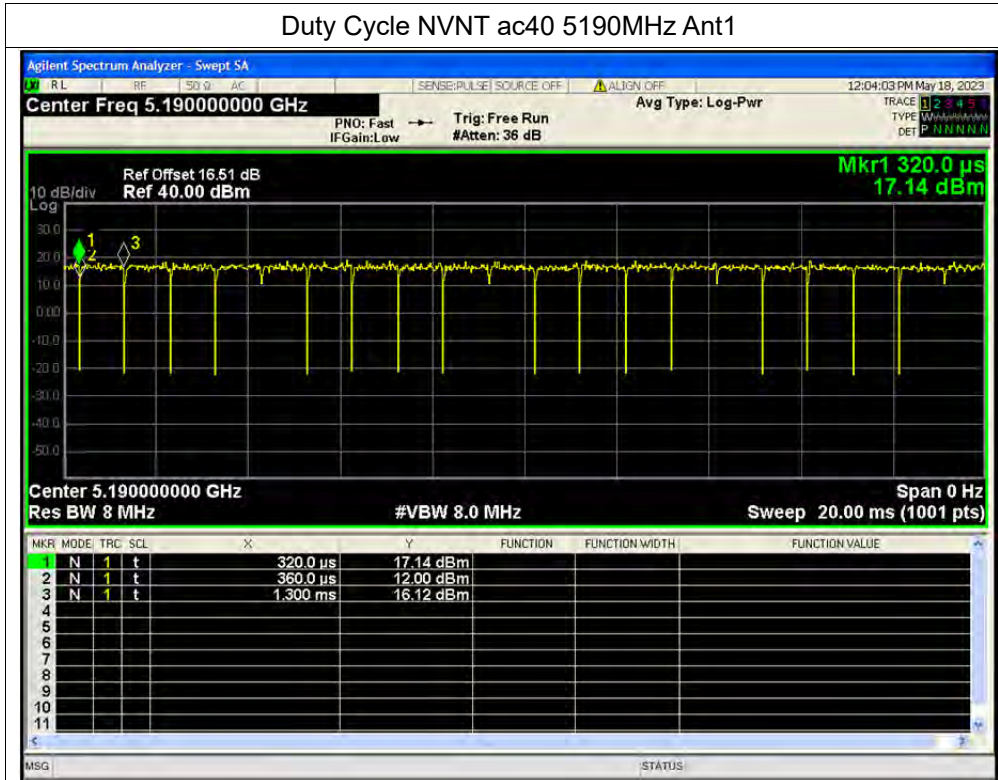 Duty Cycle NVNT ac40 5190MHz Ant1
Agilent Spectrum Analyzer - Swept SA
RL RF 50 Ω AC SENSE:PULSE SOURCE OFF ALIGN OFF 12:04:03 PM May 18, 2023
Center Freq 5.190000000 GHz Avg Type: Log-Pwr TRACE 1 2 3 4 5
PNO: Fast Trig: Free Run TYPE
IFGain:Low #Atten: 36 dB DET P N N N N N
Mkr1 320.0 µs
Ref Offset 16.51 dB 17.14 dBm
10 dB/div Ref 40.00 dBm
Log
30.0
20.0
10.0
0.00
-10.0
-20.0
-30.0
-40.0
-50.0
1
2
3
Center 5.190000000 GHz Span 0 Hz
Res BW 8 MHz #VBW 8.0 MHz Sweep 20.00 ms (1001 pts)
MKR MODE TRC SCL X Y FUNCTION FUNCTION WIDTH FUNCTION VALUE
1 N 1 t 320.0 µs 17.14 dBm
2 N 1 t 360.0 µs 12.00 dBm
3 N 1 t 1.300 ms 16.12 dBm
4
5
6
7
8
9
10
11
MSG STATUS